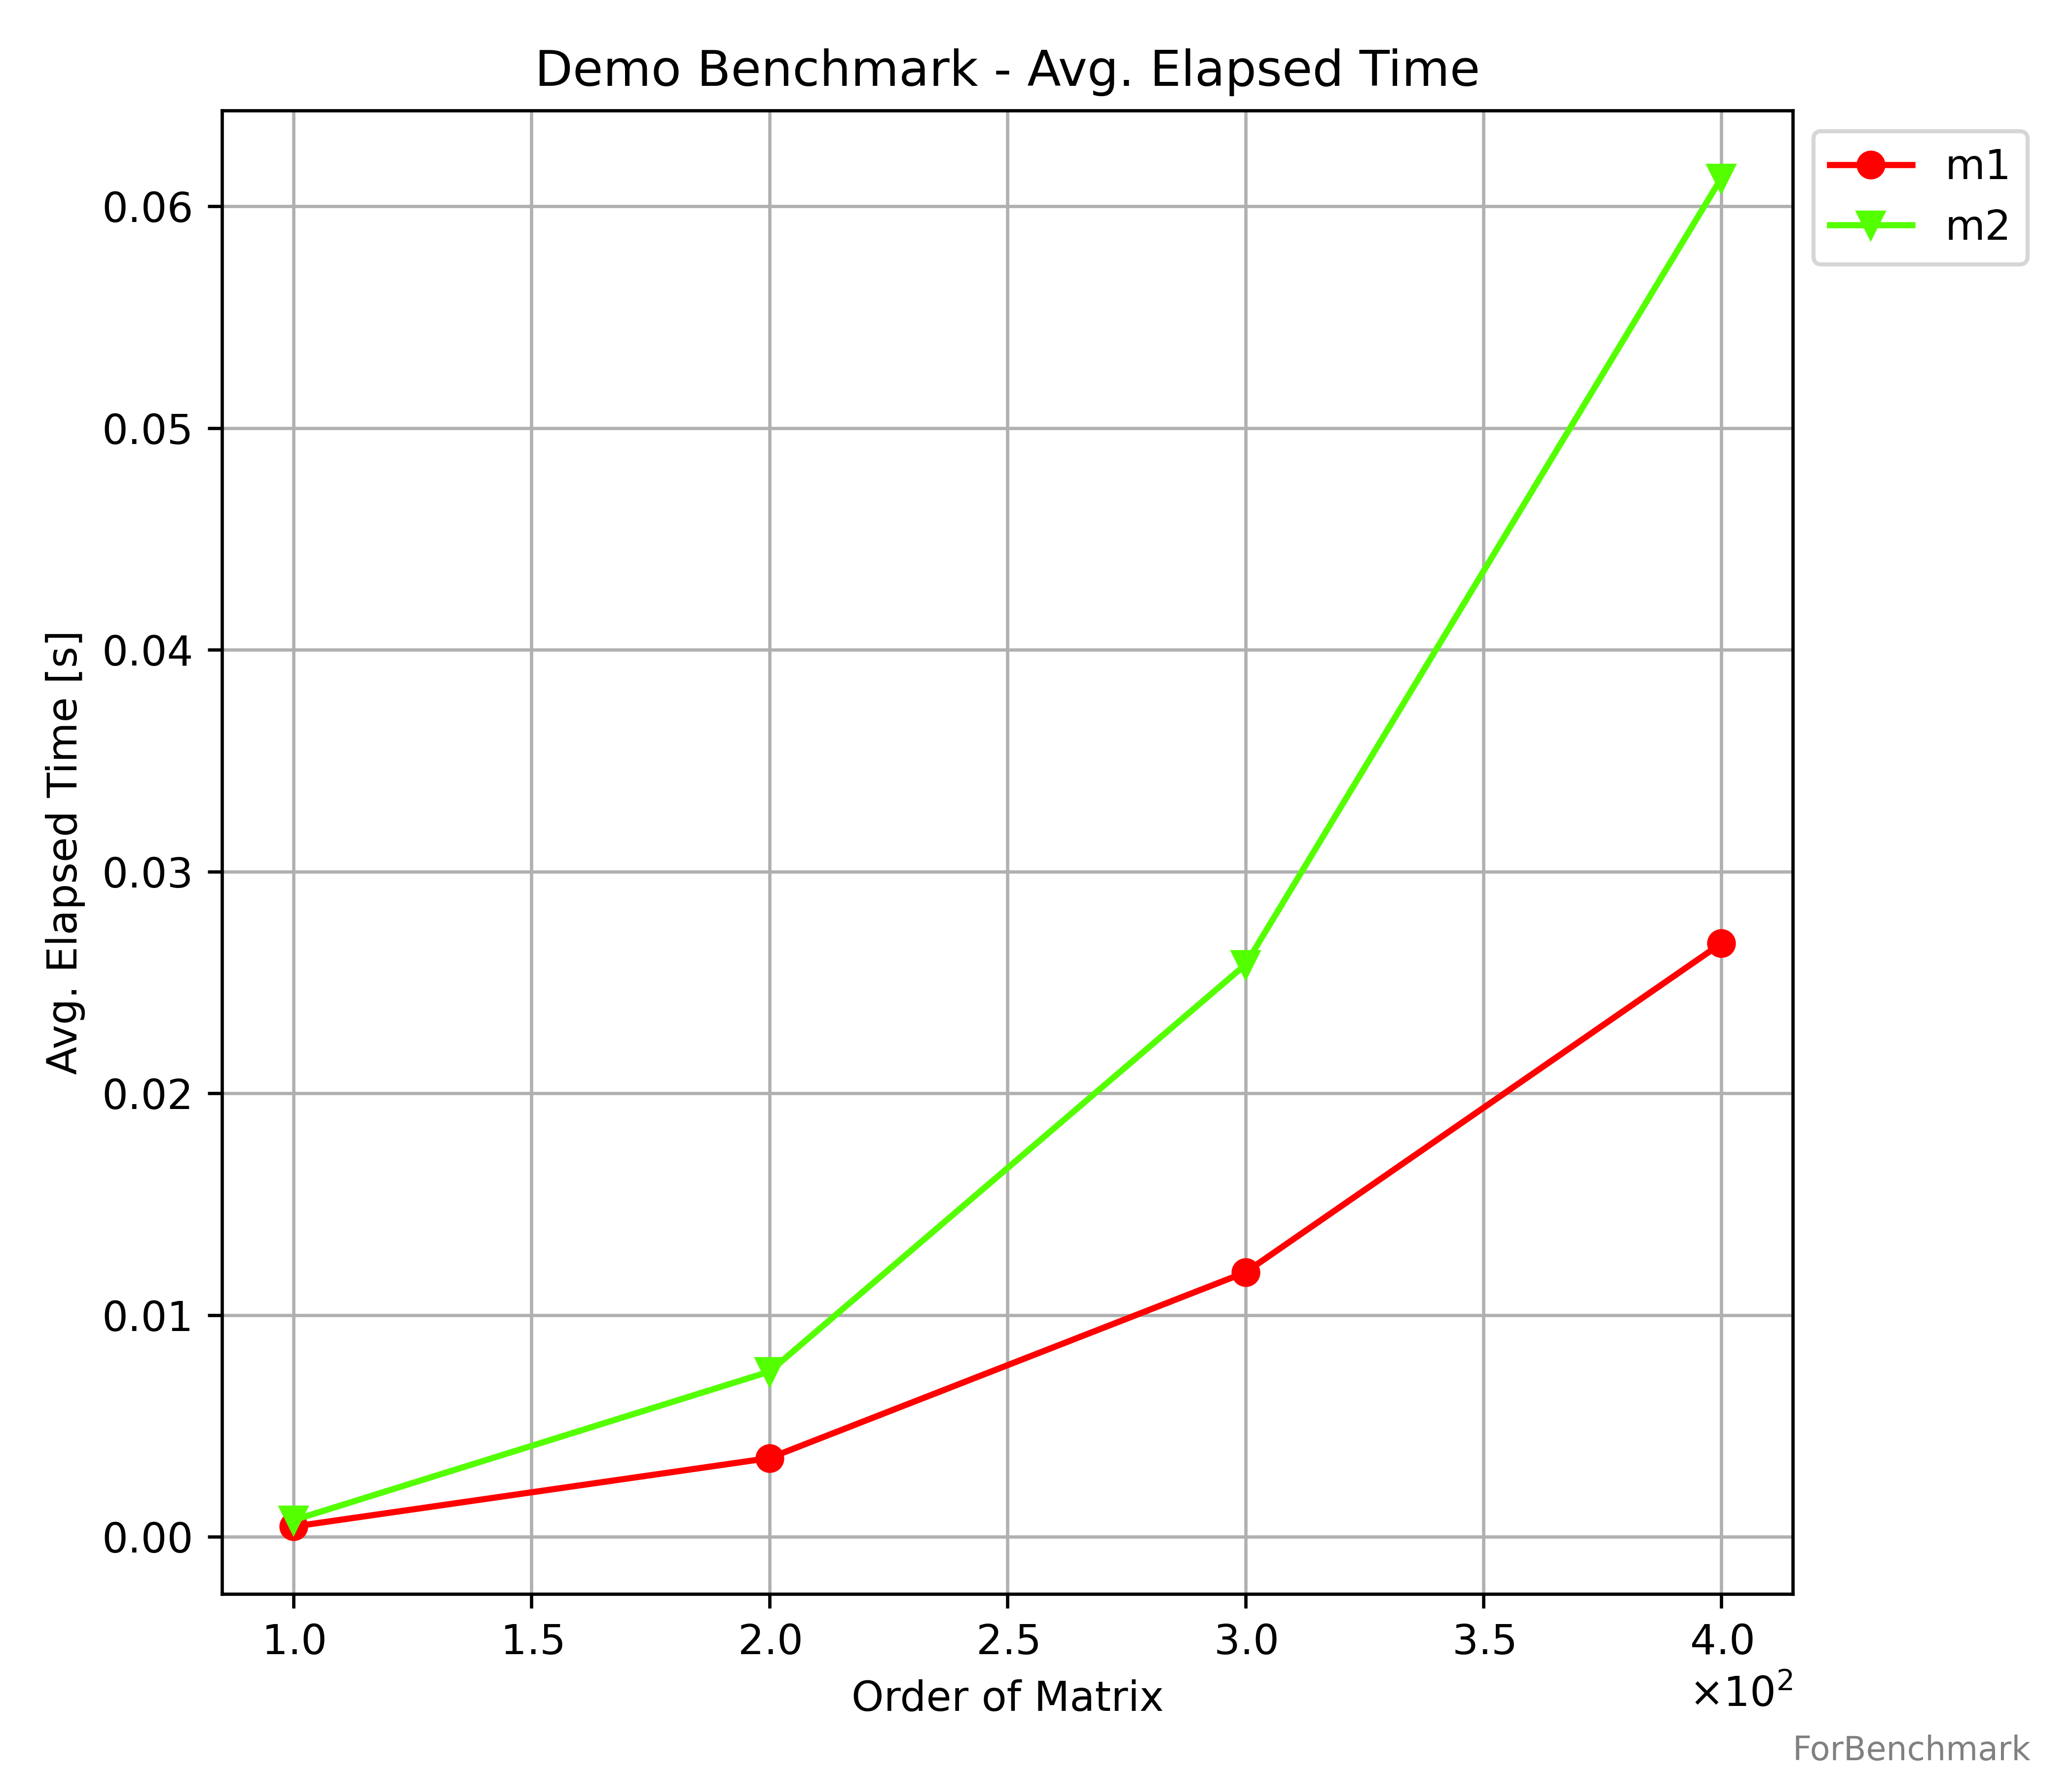 Demo Benchmark - Avg. Elapsed Time
m1
m2
0.06
0.05
0.04
0.03
0.02
0.01
0.00
Avg. Elapsed Time [s]
1.0 1.5 2.0 2.5 3.0 3.5 4.0
×10²
Order of Matrix
ForBenchmark